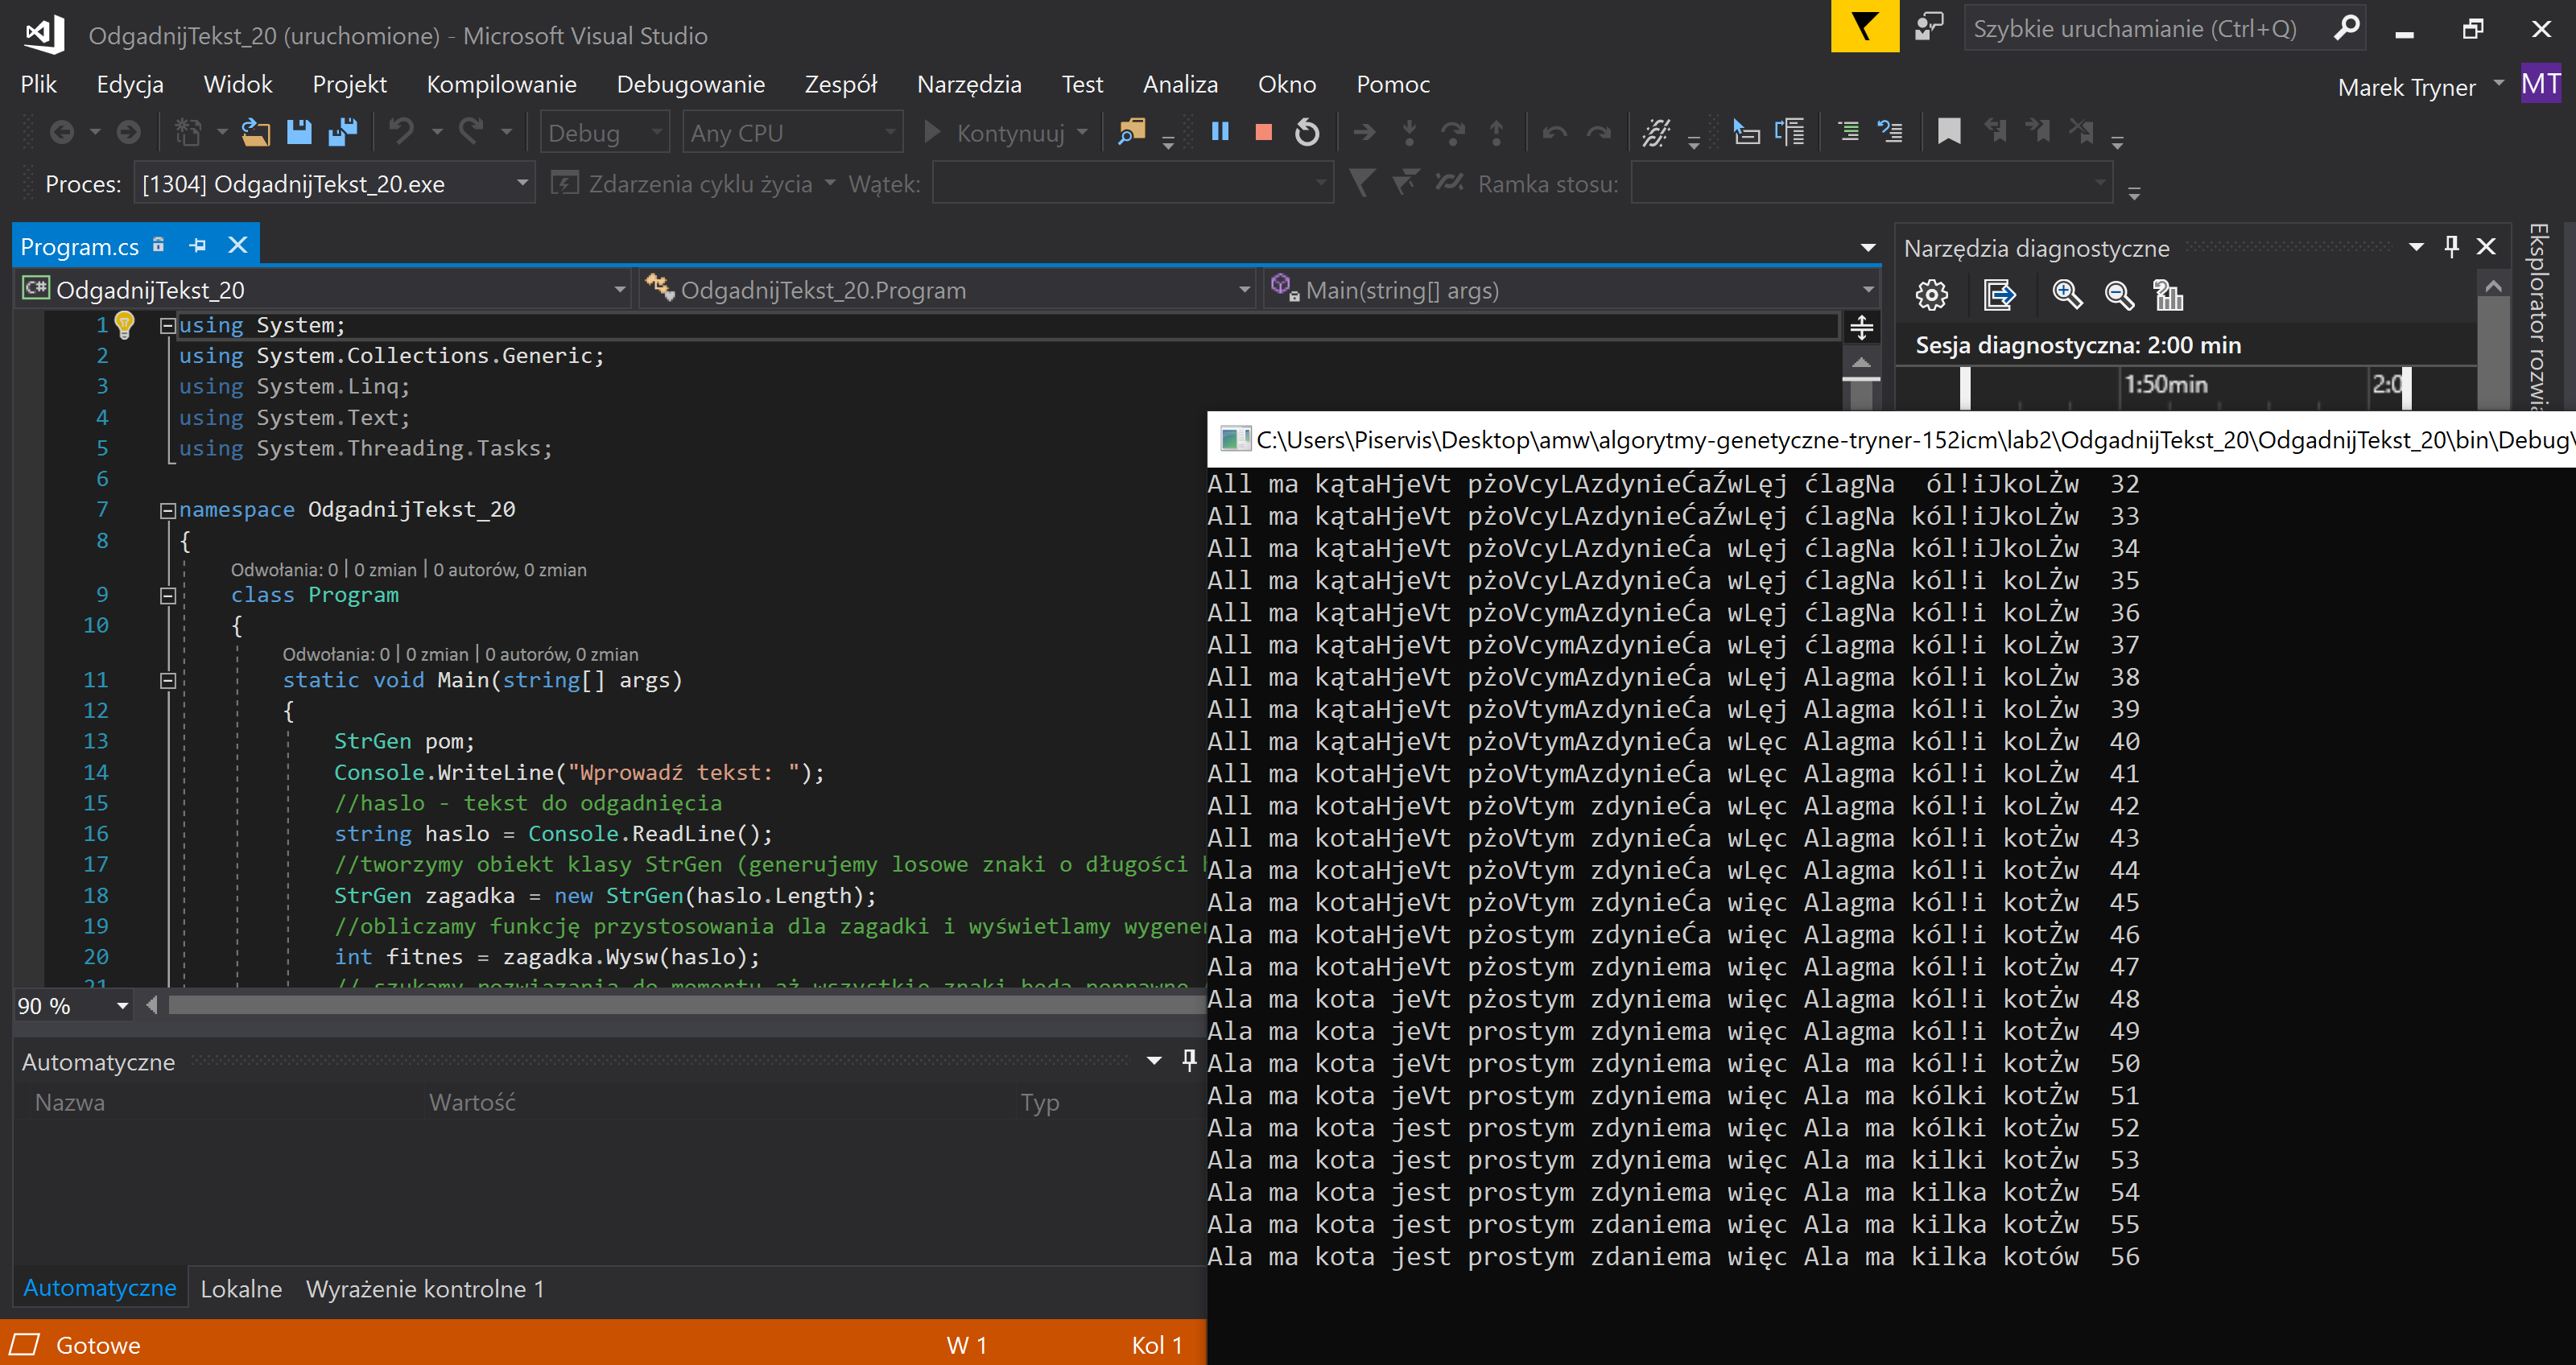 OdgadnijTekst_20 (uruchomione) - Microsoft Visual Studio
Szybkie uruchamianie (Ctrl+Q)
Plik Edycja Widok Projekt Kompilowanie Debugowanie Zespół Narzędzia Test Analiza Okno Pomoc
Marek Tryner MT
Debug Any CPU Kontynuuj
Proces: [1304] OdgadnijTekst_20.exe Zdarzenia cyklu życia Wątek: Ramka stosu:
Program.cs
OdgadnijTekst_20 OdgadnijTekst_20.Program Main(string[] args)
1 using System;
2 using System.Collections.Generic;
3 using System.Linq;
4 using System.Text;
5 using System.Threading.Tasks;
6
7 namespace OdgadnijTekst_20
8 {
Odwołania: 0 | 0 zmian | 0 autorów, 0 zmian
9 class Program
10 {
Odwołania: 0 | 0 zmian | 0 autorów, 0 zmian
11 static void Main(string[] args)
12 {
13 StrGen pom;
14 Console.WriteLine("Wprowadź tekst: ");
15 //haslo - tekst do odgadnięcia
16 string haslo = Console.ReadLine();
17 //tworzymy obiekt klasy StrGen (generujemy losowe znaki o długości
18 StrGen zagadka = new StrGen(haslo.Length);
19 //obliczamy funkcję przystosowania dla zagadki i wyświetlamy wygene
20 int fitnes = zagadka.Wysw(haslo);
21 // szukamy rozwiązania do momentu aż wszystkie znaki będą poprawne
90 %
Automatyczne
Nazwa Wartość Typ
Automatyczne Lokalne Wyrażenie kontrolne 1
Gotowe W 1 Kol 1
Narzędzia diagnostyczne
Sesja diagnostyczna: 2:00 min
1:50min 2:0
Eksplorator rozwi
C:\Users\Piservis\Desktop\amw\algorytmy-genetyczne-tryner-152icm\lab2\OdgadnijTekst_20\OdgadnijTekst_20\bin\Debug\
All ma kątaHjeVt pżoVcyLAzdynieĆaŹwLęj ćlagNa  ól!iJkoLŻw  32
All ma kątaHjeVt pżoVcyLAzdynieĆaŹwLęj ćlagNa kól!iJkoLŻw  33
All ma kątaHjeVt pżoVcyLAzdynieĆa wLęj ćlagNa kól!iJkoLŻw  34
All ma kątaHjeVt pżoVcyLAzdynieĆa wLęj ćlagNa kól!i koLŻw  35
All ma kątaHjeVt pżoVcymAzdynieĆa wLęj ćlagNa kól!i koLŻw  36
All ma kątaHjeVt pżoVcymAzdynieĆa wLęj ćlagma kól!i koLŻw  37
All ma kątaHjeVt pżoVcymAzdynieĆa wLęj Alagma kól!i koLŻw  38
All ma kątaHjeVt pżoVtymAzdynieĆa wLęj Alagma kól!i koLŻw  39
All ma kątaHjeVt pżoVtymAzdynieĆa wLęc Alagma kól!i koLŻw  40
All ma kotaHjeVt pżoVtymAzdynieĆa wLęc Alagma kól!i koLŻw  41
All ma kotaHjeVt pżoVtym zdynieĆa wLęc Alagma kól!i koLŻw  42
All ma kotaHjeVt pżoVtym zdynieĆa wLęc Alagma kól!i kotŻw  43
Ala ma kotaHjeVt pżoVtym zdynieĆa wLęc Alagma kól!i kotŻw  44
Ala ma kotaHjeVt pżoVtym zdynieĆa więc Alagma kól!i kotŻw  45
Ala ma kotaHjeVt pżostym zdynieĆa więc Alagma kól!i kotŻw  46
Ala ma kotaHjeVt pżostym zdyniema więc Alagma kól!i kotŻw  47
Ala ma kota jeVt pżostym zdyniema więc Alagma kól!i kotŻw  48
Ala ma kota jeVt prostym zdyniema więc Alagma kól!i kotŻw  49
Ala ma kota jeVt prostym zdyniema więc Ala ma kól!i kotŻw  50
Ala ma kota jeVt prostym zdyniema więc Ala ma kólki kotŻw  51
Ala ma kota jest prostym zdyniema więc Ala ma kólki kotŻw  52
Ala ma kota jest prostym zdyniema więc Ala ma kilki kotŻw  53
Ala ma kota jest prostym zdyniema więc Ala ma kilka kotŻw  54
Ala ma kota jest prostym zdaniema więc Ala ma kilka kotŻw  55
Ala ma kota jest prostym zdaniema więc Ala ma kilka kotów  56